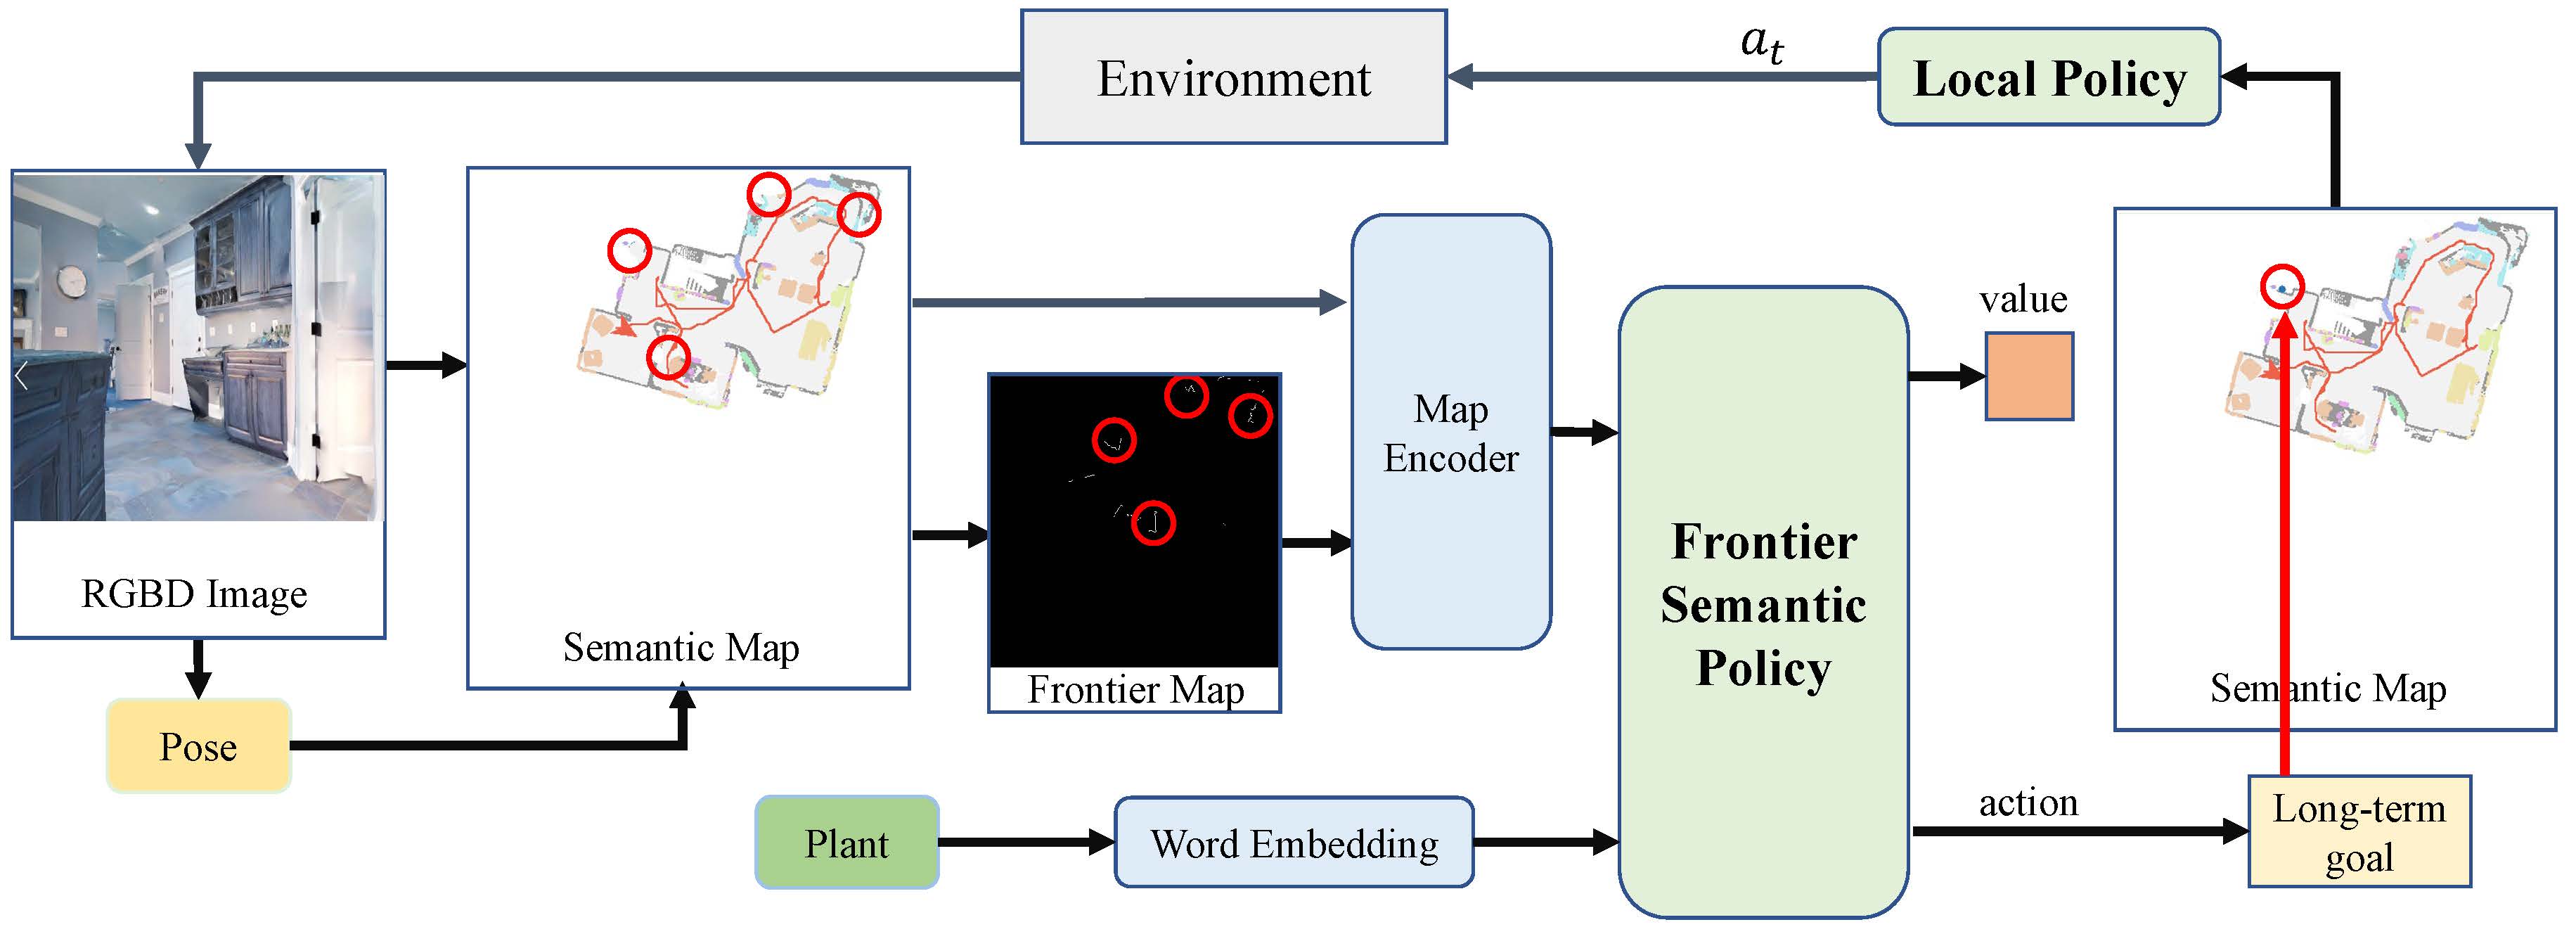 Environment
a_t
Local Policy
RGBD Image
Semantic Map
Frontier Map
Map
Encoder
Frontier
Semantic
Policy
value
Semantic Map
Pose
Plant
Word Embedding
action
Long-term
goal